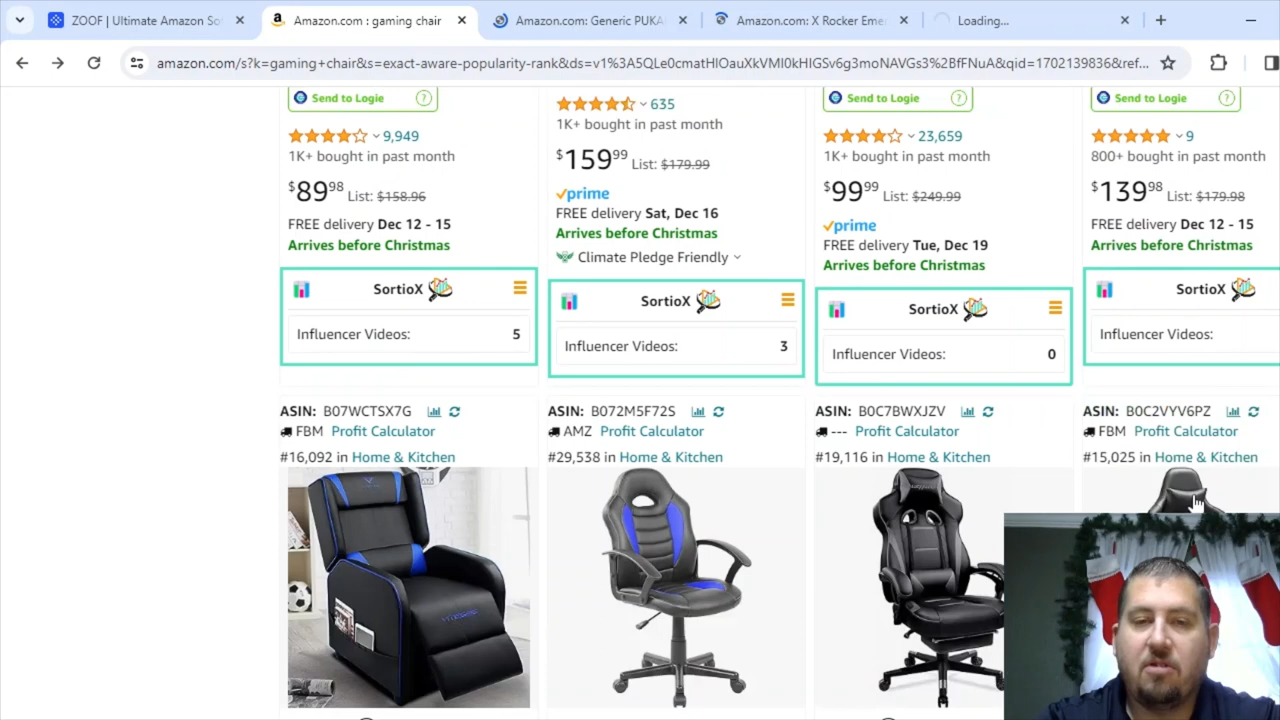 ZOOF | Ultimate Amazon So
Amazon.com : gaming chair
Amazon.com: Generic PUKA
Amazon.com: X Rocker Eme
Loading...
amazon.com/s?k=gaming+chair&s=exact-aware-popularity-rank&ds=v1%3A5QLe0cmatHlOauXkVMI0kHIGSv6g3moNAVGs3%2BfFNuA&qid=1702139836&ref...
Send to Logie ?
9,949
1K+ bought in past month
$8998 List: $158.96
FREE delivery Dec 12 - 15
Arrives before Christmas
SortioX
Influencer Videos: 5
635
1K+ bought in past month
$15999 List: $179.99
prime
FREE delivery Sat, Dec 16
Arrives before Christmas
Climate Pledge Friendly
SortioX
Influencer Videos: 3
Send to Logie ?
23,659
1K+ bought in past month
$9999 List: $249.99
prime
FREE delivery Tue, Dec 19
Arrives before Christmas
SortioX
Influencer Videos: 0
Send to Logie ?
9
800+ bought in past month
$13998 List: $179.98
FREE delivery Dec 12 - 15
Arrives before Christmas
SortioX
Influencer Videos:
ASIN: B07WCTSX7G
FBM Profit Calculator
#16,092 in Home & Kitchen
ASIN: B072M5F72S
AMZ Profit Calculator
#29,538 in Home & Kitchen
ASIN: B0C7BWXJZV
--- Profit Calculator
#19,116 in Home & Kitchen
ASIN: B0C2VYV6PZ
FBM Profit Calculator
#15,025 in Home & Kitchen